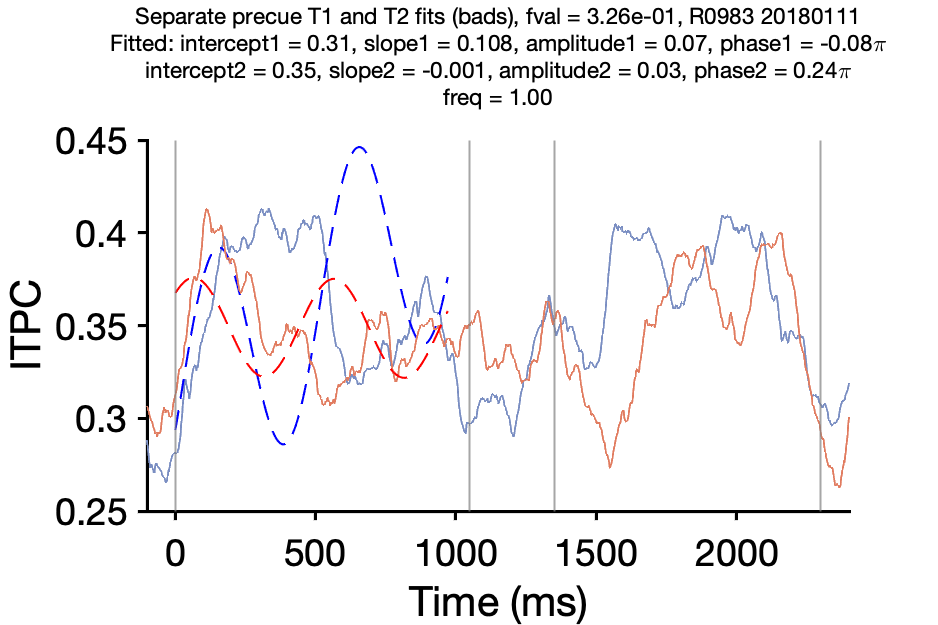 Separate precue T1 and T2 fits (bads), fval = 3.26e-01, R0983 20180111
Fitted: intercept1 = 0.31, slope1 = 0.108, amplitude1 = 0.07, phase1 = -0.08π
intercept2 = 0.35, slope2 = -0.001, amplitude2 = 0.03, phase2 = 0.24π
freq = 1.00
0.45
0.4
0.35
0.3
0.25
ITPC
0 500 1000 1500 2000
Time (ms)